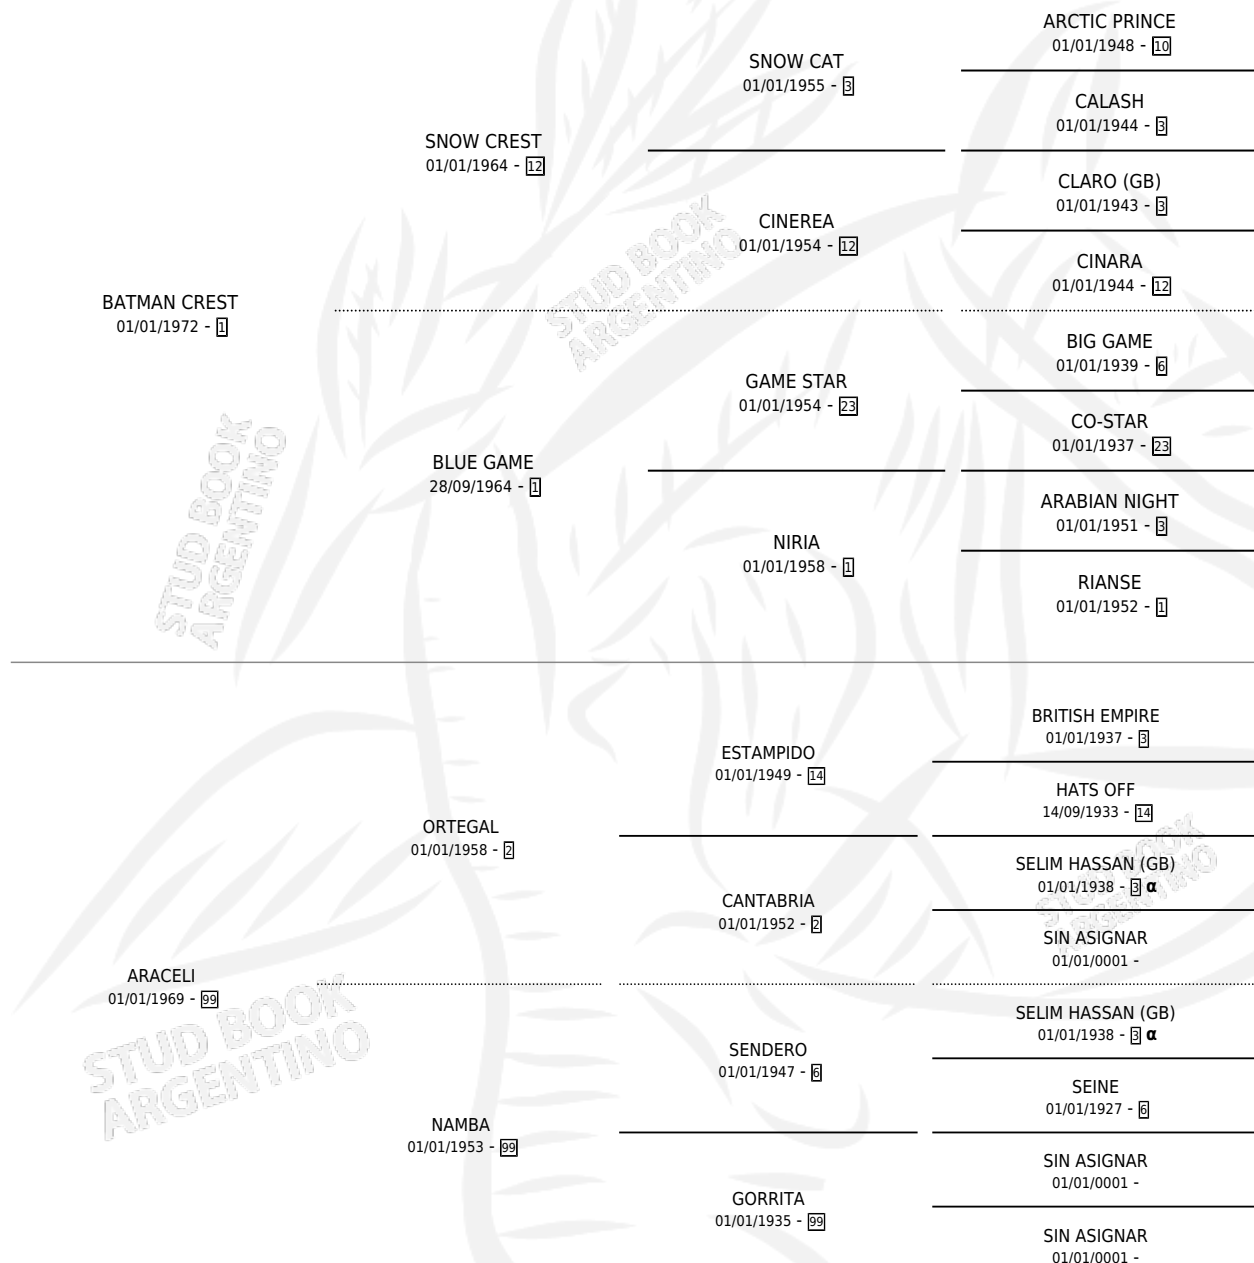 ARCTIC PRINCE
01/01/1948 - 10
SNOW CAT
01/01/1955 - 3
CALASH
01/01/1944 - 3
SNOW CREST
01/01/1964 - 12
CLARO (GB)
01/01/1943 - 3
CINEREA
01/01/1954 - 12
CINARA
01/01/1944 - 12
BATMAN CREST
01/01/1972 - 1
BIG GAME
01/01/1939 - 6
GAME STAR
01/01/1954 - 23
CO-STAR
01/01/1937 - 23
BLUE GAME
28/09/1964 - 1
ARABIAN NIGHT
01/01/1951 - 3
NIRIA
01/01/1958 - 1
RIANSE
01/01/1952 - 1
BRITISH EMPIRE
01/01/1937 - 3
ESTAMPIDO
01/01/1949 - 14
HATS OFF
14/09/1933 - 14
ORTEGAL
01/01/1958 - 2
SELIM HASSAN (GB)
01/01/1938 - 3 α
CANTABRIA
01/01/1952 - 2
SIN ASIGNAR
01/01/0001 -
ARACELI
01/01/1969 - 99
SELIM HASSAN (GB)
01/01/1938 - 3 α
SENDERO
01/01/1947 - 6
SEINE
01/01/1927 - 6
NAMBA
01/01/1953 - 99
SIN ASIGNAR
01/01/0001 -
GORRITA
01/01/1935 - 99
SIN ASIGNAR
01/01/0001 -
STUD BOOK
ARGENTINO
STUD BOOK
ARGENTINO
STUD BOOK
ARGENTINO
STUD BOOK
ARGENTINO